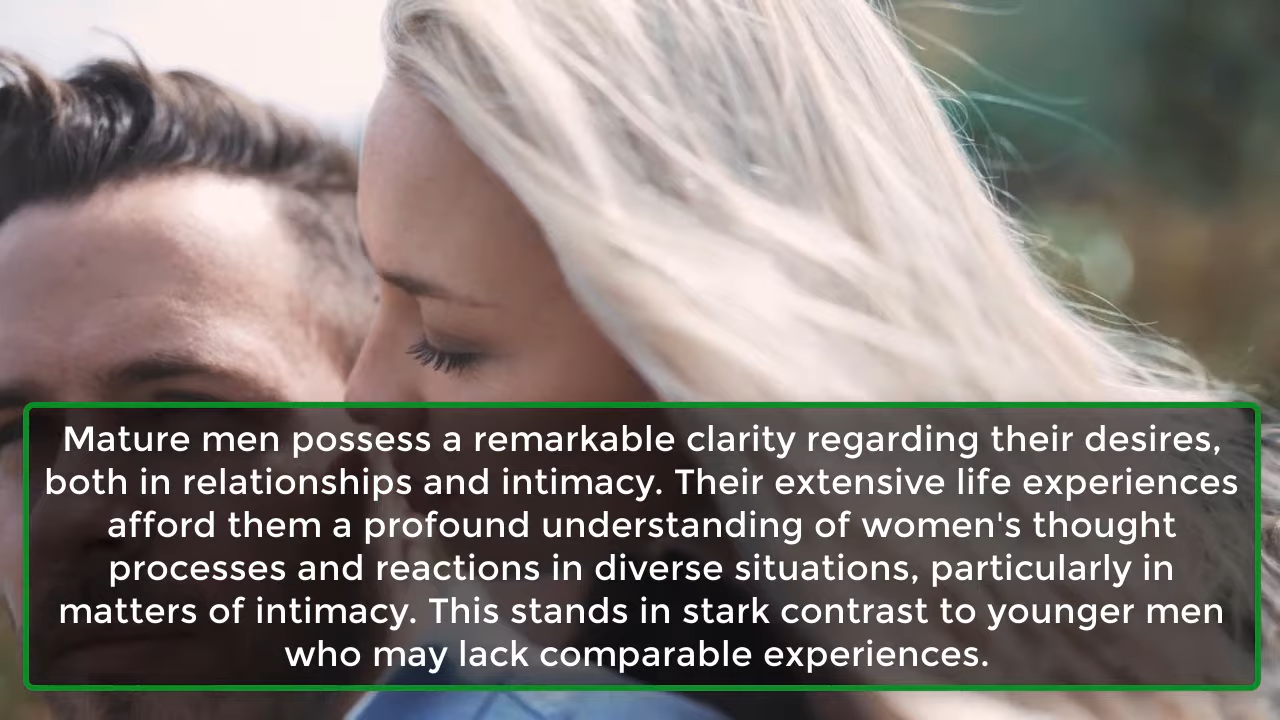 Mature men possess a remarkable clarity regarding their desires,
both in relationships and intimacy. Their extensive life experiences
afford them a profound understanding of women's thought
processes and reactions in diverse situations, particularly in
matters of intimacy. This stands in stark contrast to younger men
who may lack comparable experiences.